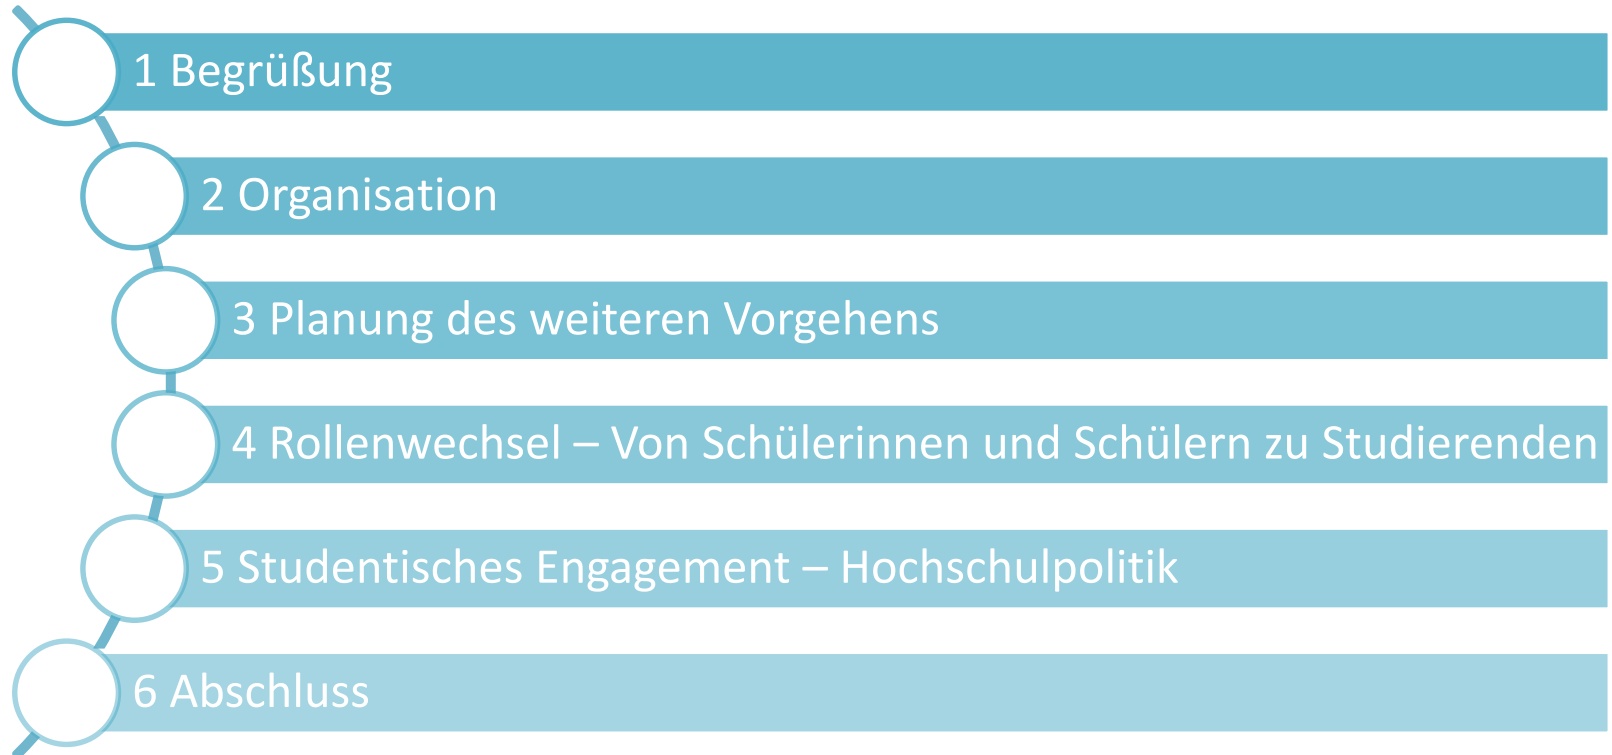 1 Begrüßung
2 Organisation
3 Planung des weiteren Vorgehens
4 Rollenwechsel – Von Schülerinnen und Schülern zu Studierenden
5 Studentisches Engagement – Hochschulpolitik
6 Abschluss